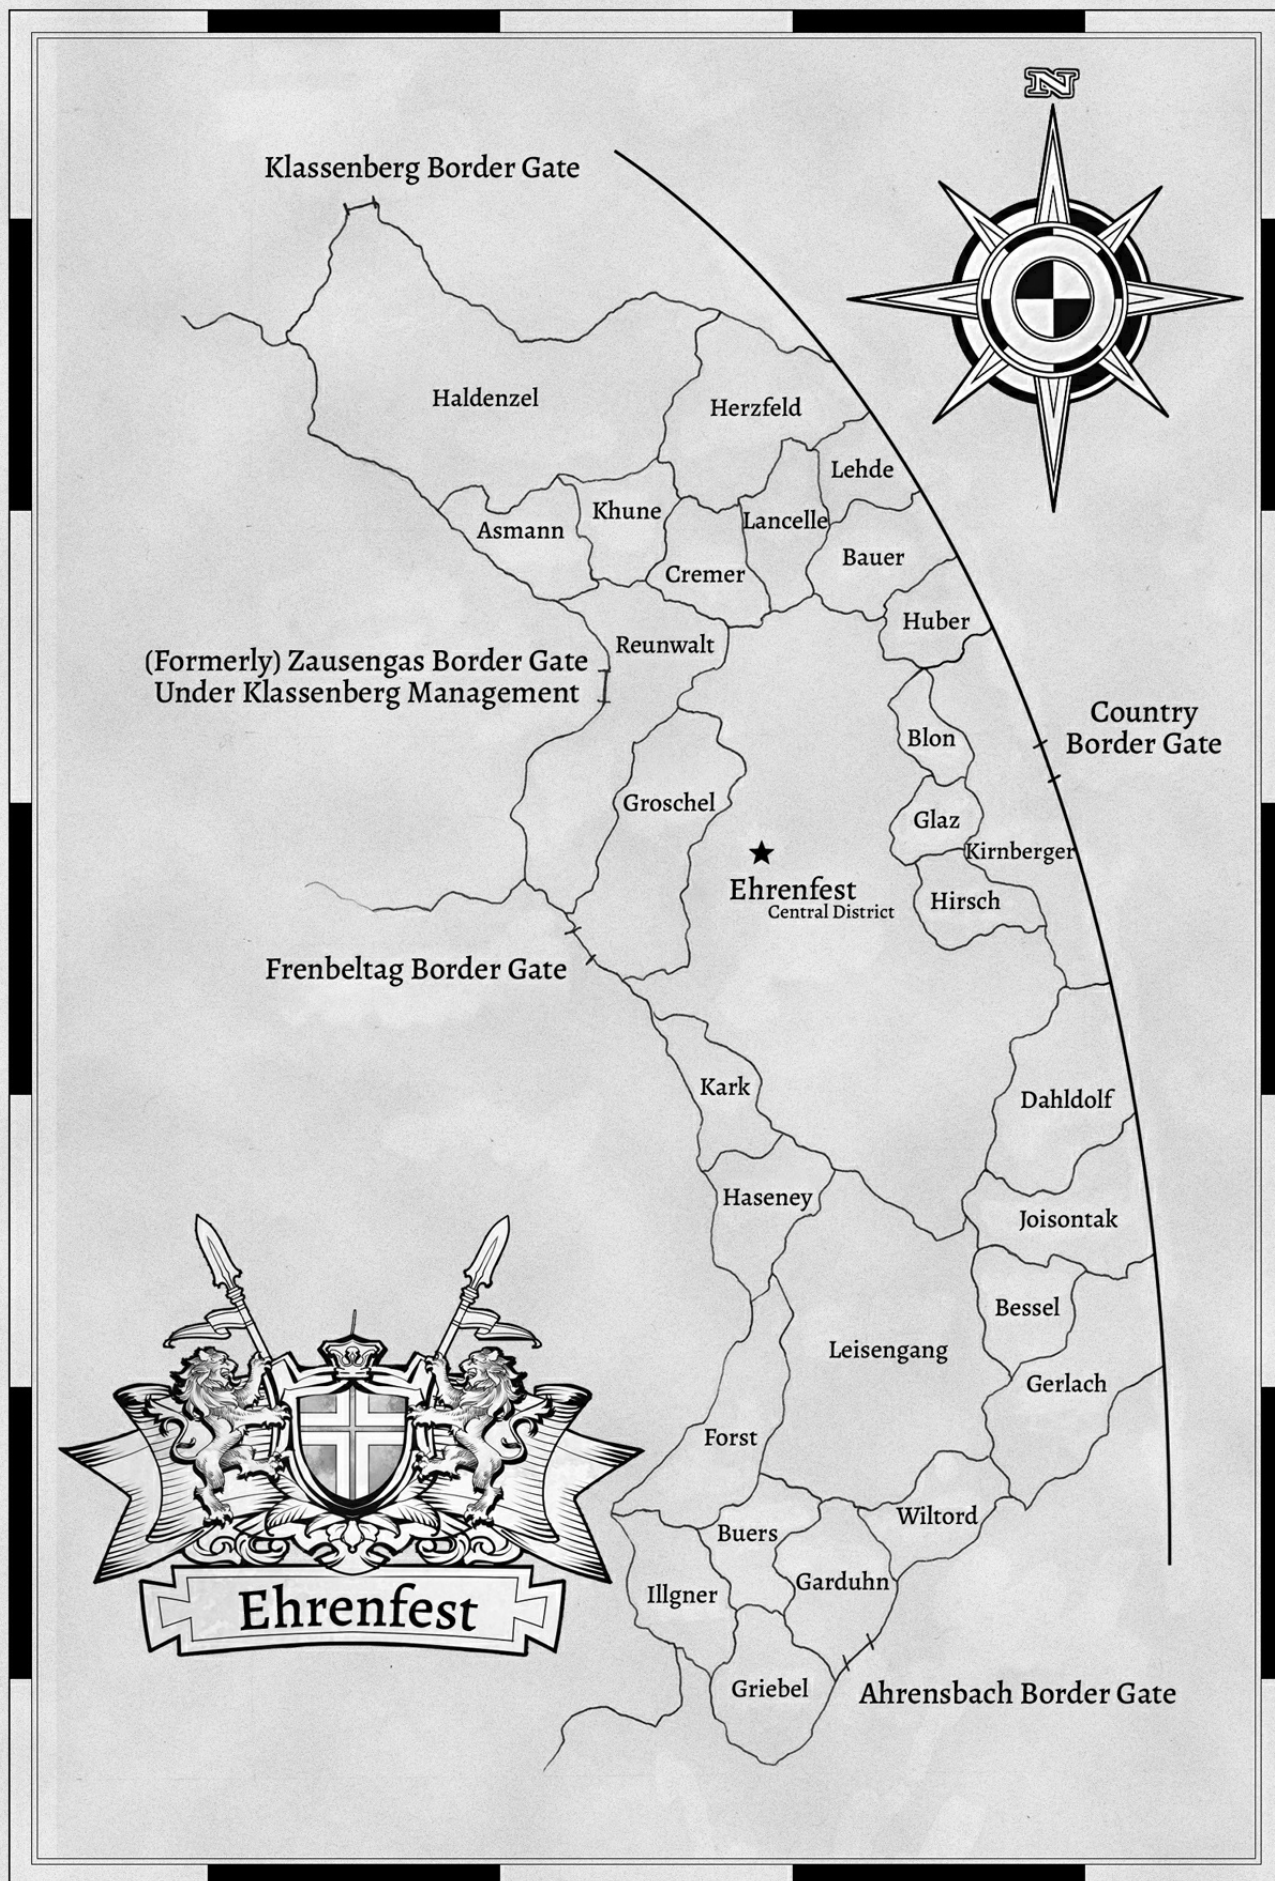 N
Klassenberg Border Gate
Haldenzel
Herzfeld
Lehde
Khune
Lancelle
Asmann
Bauer
Cremer
Huber
Reunwalt
(Formerly) Zausengas Border Gate
Under Klassenberg Management
Country
Border Gate
Blon
Groschel
Glaz
Kirnberger
Ehrenfest
Central District
Hirsch
Frenbeltag Border Gate
Kark
Dahldolf
Haseney
Joisontak
Bessel
Leisengang
Gerlach
Forst
Wiltord
Buers
Garduhn
Illgner
Ehrenfest
Griebel
Ahrensbach Border Gate